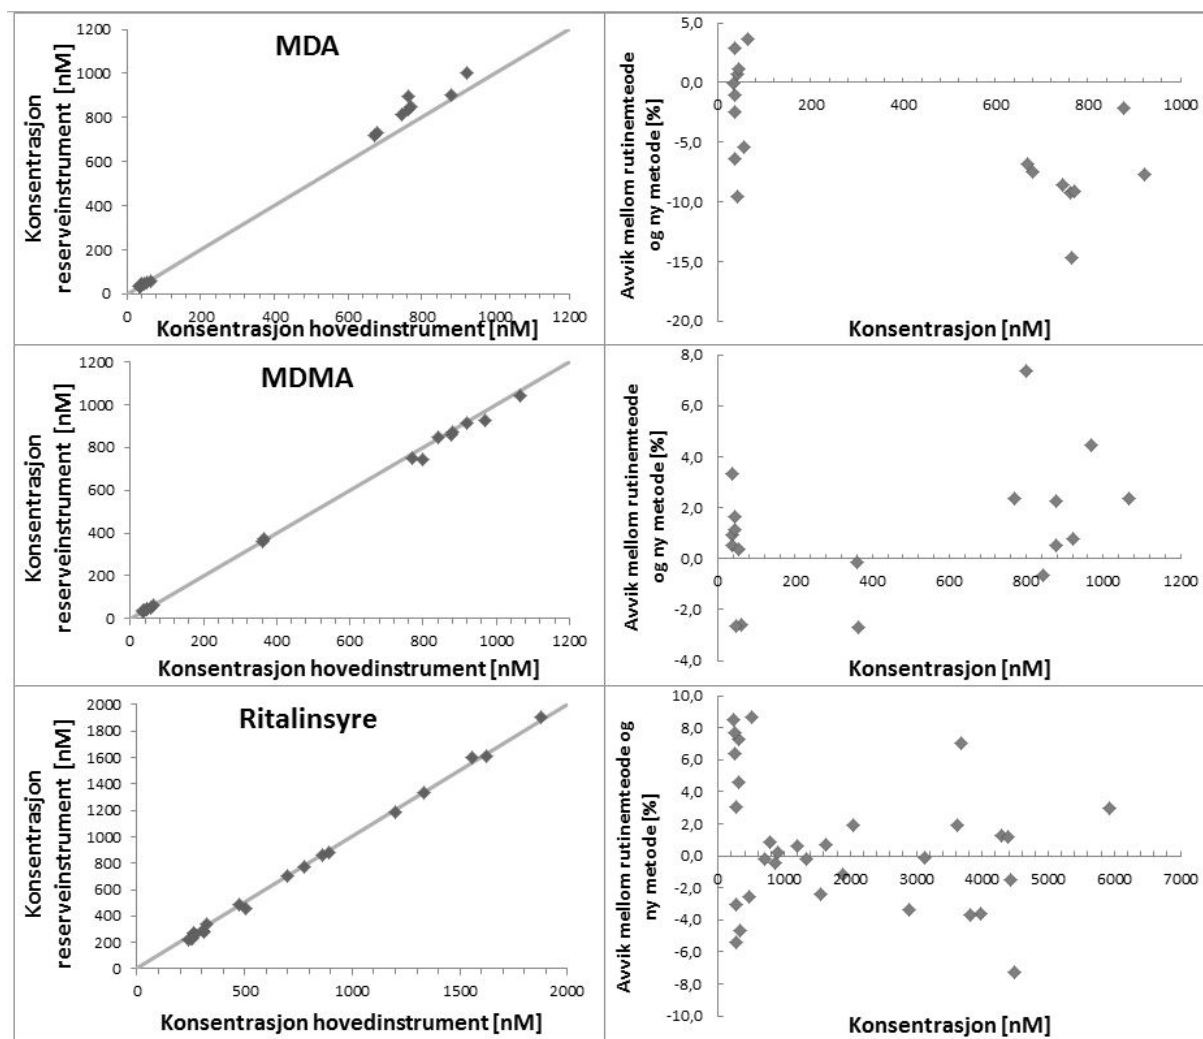 MDA
Konsentrasjon
reserveinstrument [nM]
1200
1000
800
600
400
200
0
0 200 400 600 800 1000 1200
Konsentrasjon hovedinstrument [nM]
Avvik mellom rutinemteode
og ny metode [%]
5,0
0,0
-5,0
-10,0
-15,0
-20,0
0 200 400 600 800 1000
Konsentrasjon [nM]
MDMA
Konsentrasjon
reserveinstrument [nM]
1200
1000
800
600
400
200
0
0 200 400 600 800 1000 1200
Konsentrasjon hovedinstrument [nM]
Avvik mellom rutinemteode
og ny metode [%]
8,0
6,0
4,0
2,0
0,0
-2,0
-4,0
0 200 400 600 800 1000 1200
Konsentrasjon [nM]
Ritalinsyre
Konsentrasjon
reserveinstrument [nM]
2000
1800
1600
1400
1200
1000
800
600
400
200
0
0 500 1000 1500 2000
Konsentrasjon hovedinstrument [nM]
Avvik mellom rutinemteode og
ny metode [%]
10,0
8,0
6,0
4,0
2,0
0,0
-2,0
-4,0
-6,0
-8,0
-10,0
0 1000 2000 3000 4000 5000 6000 7000
Konsentrasjon [nM]